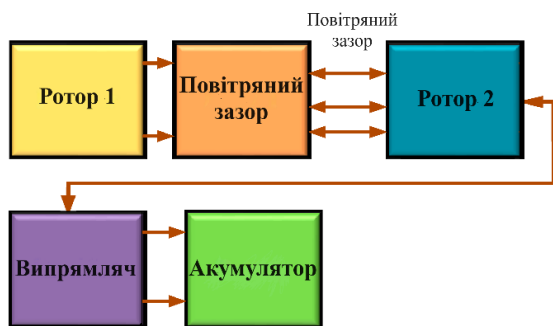 Повітряний
зазор
Ротор 1
Повітряний
зазор
Ротор 2
Випрямляч
Акумулятор